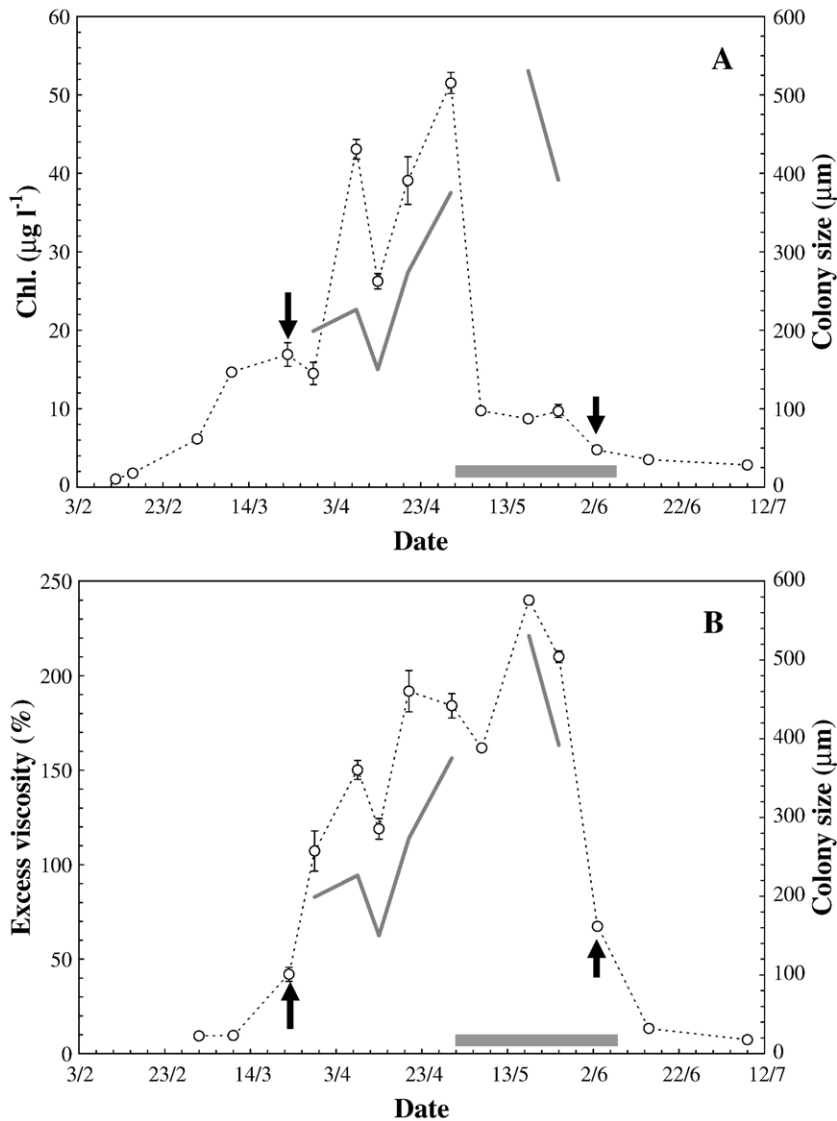 A
Chl. (µg l-1)
60
50
40
30
20
10
0
600
500
400
300
200
100
0
Colony size (µm)
3/2 23/2 14/3 3/4 23/4 13/5 2/6 22/6 12/7
Date
B
Excess viscosity (%)
250
200
150
100
50
0
600
500
400
300
200
100
0
Colony size (µm)
3/2 23/2 14/3 3/4 23/4 13/5 2/6 22/6 12/7
Date